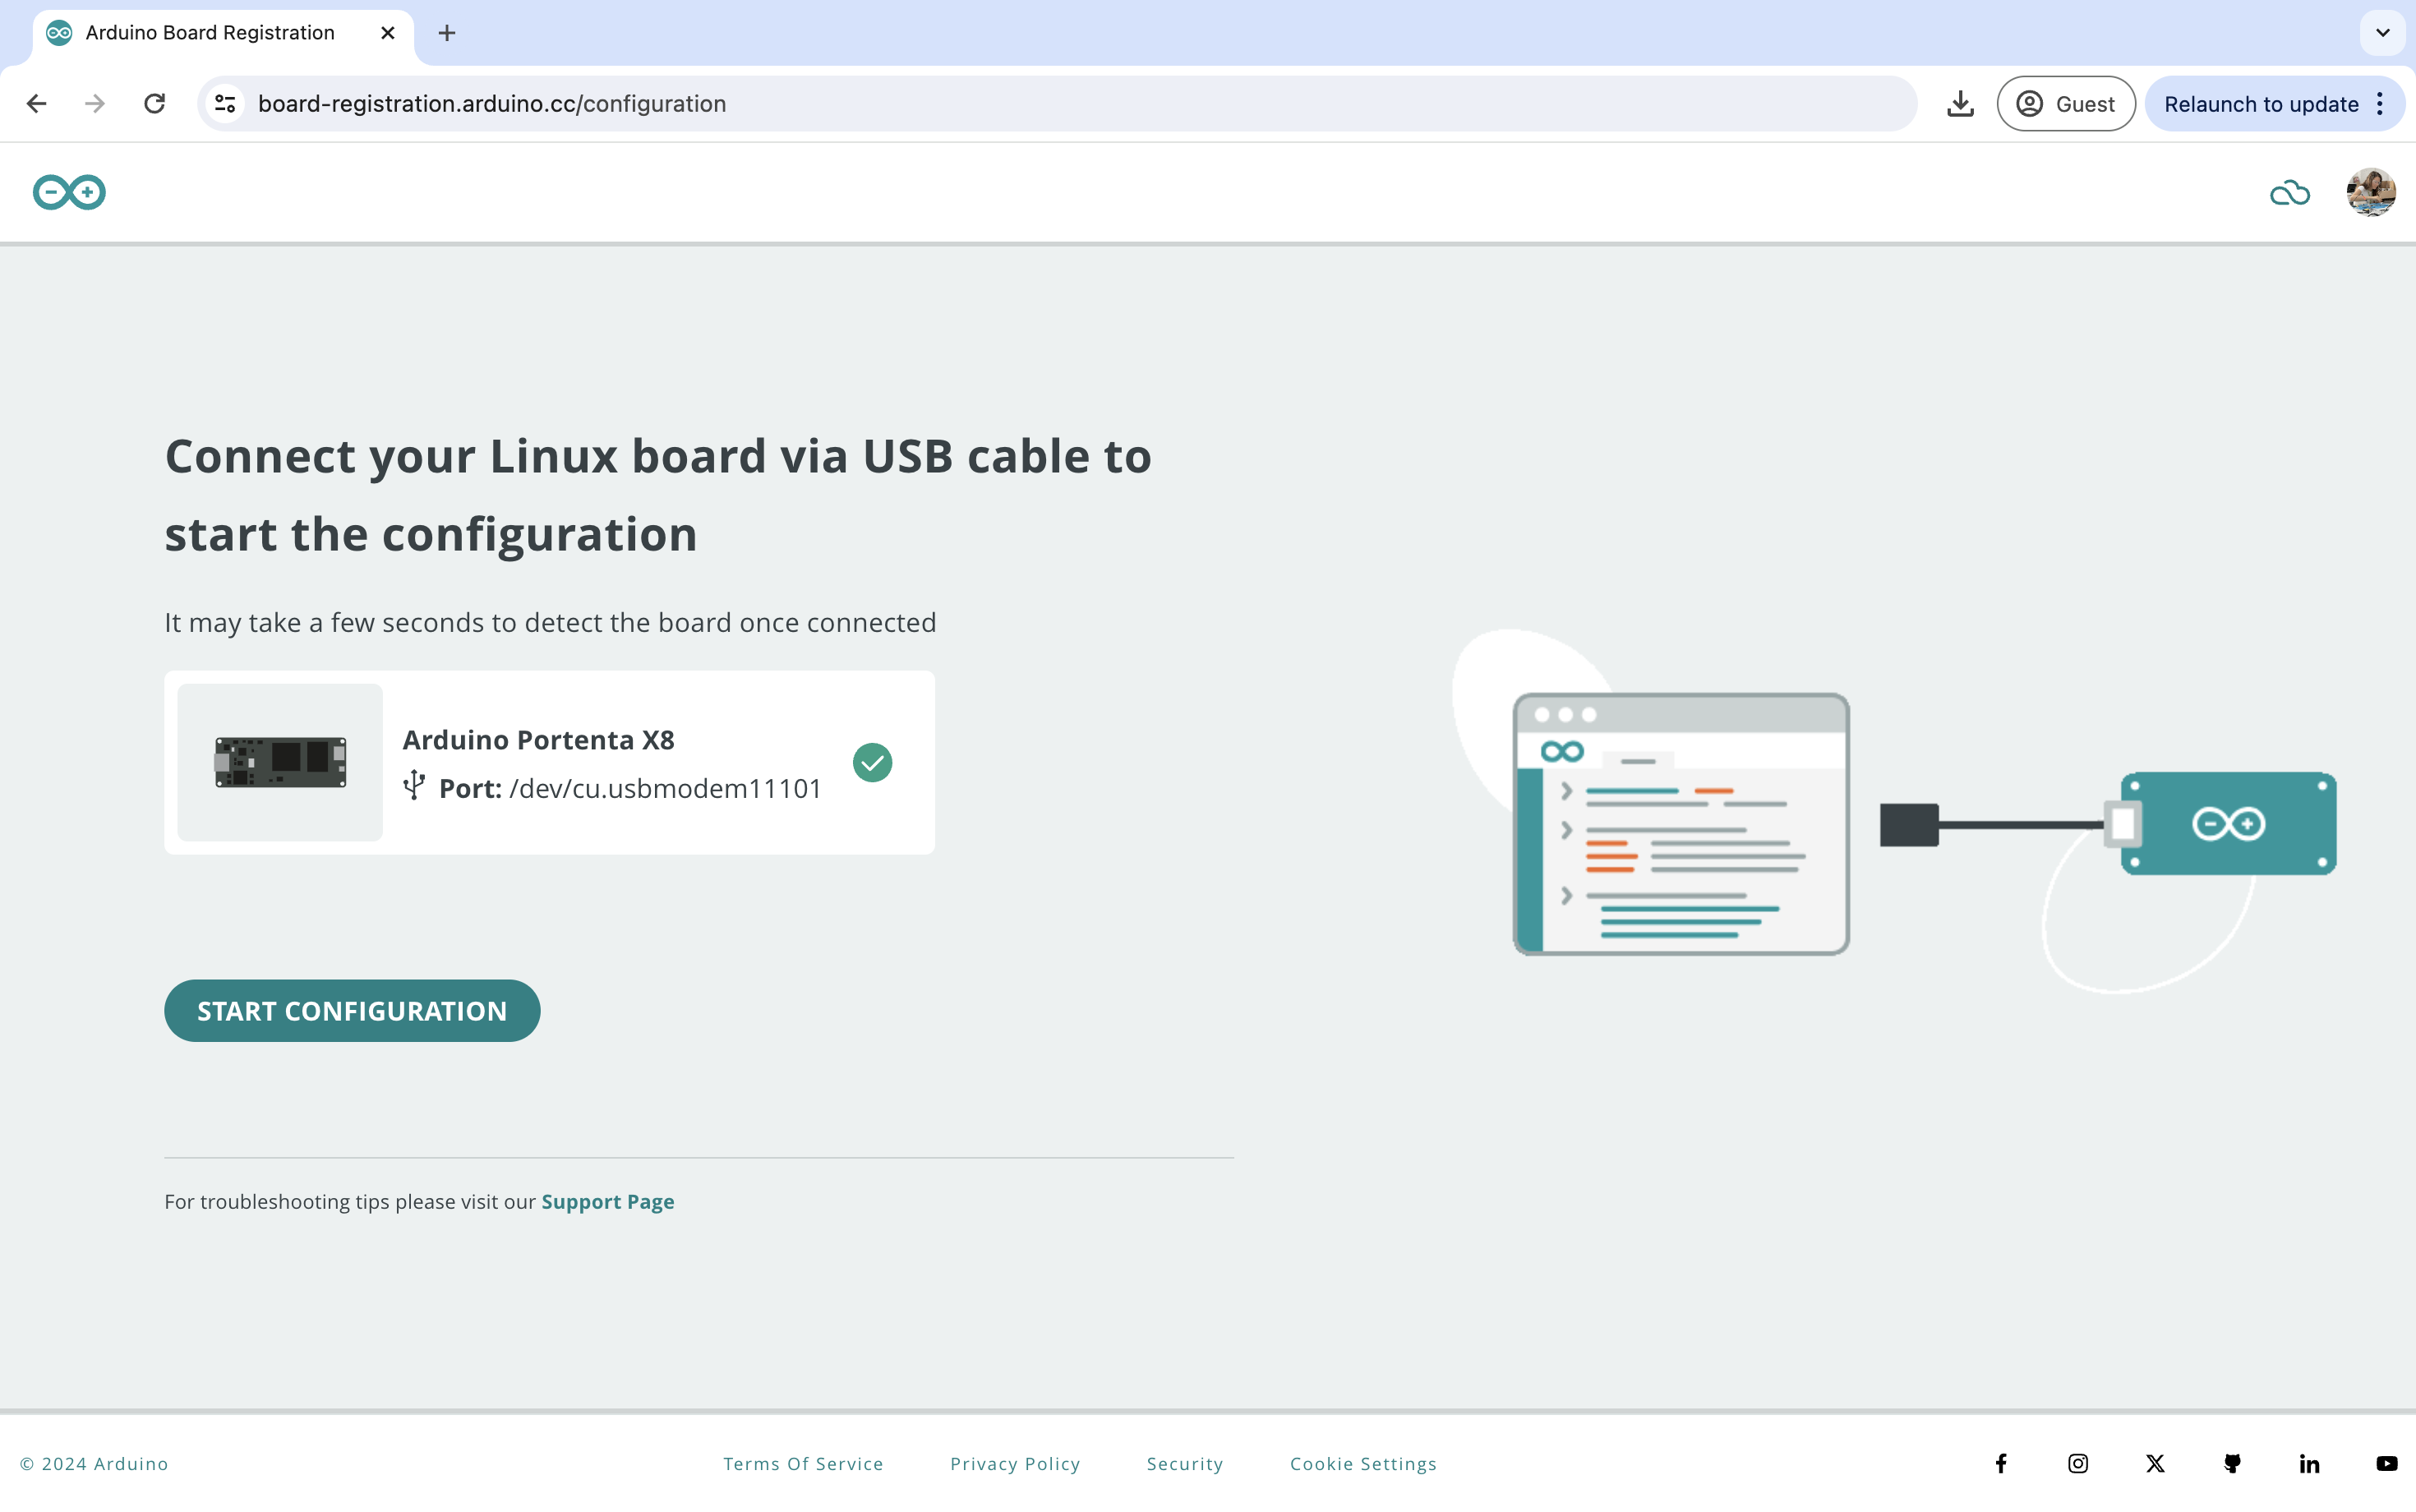 Arduino Board Registration
board-registration.arduino.cc/configuration
Guest
Relaunch to update
Connect your Linux board via USB cable to
start the configuration
It may take a few seconds to detect the board once connected
Arduino Portenta X8
Port: /dev/cu.usbmodem11101
START CONFIGURATION
For troubleshooting tips please visit our Support Page
© 2024 Arduino
Terms Of Service
Privacy Policy
Security
Cookie Settings